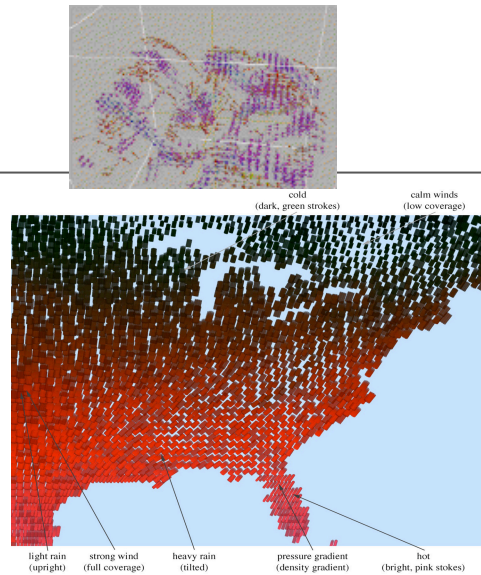 cold
(dark, green strokes)
calm winds
(low coverage)
light rain
(upright)
strong wind
(full coverage)
heavy rain
(tilted)
pressure gradient
(density gradient)
hot
(bright, pink stokes)